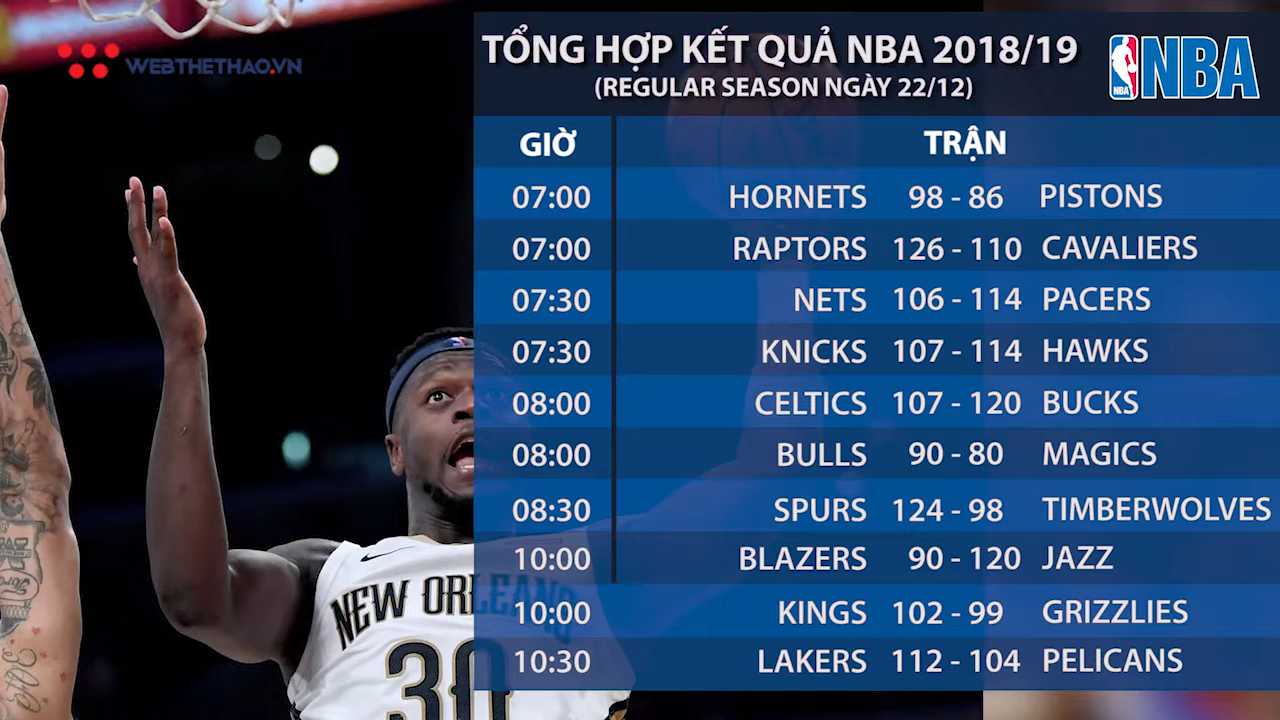 WEBTHETHAO.VN
TỔNG HỢP KẾT QUẢ NBA 2018/19
(REGULAR SEASON NGÀY 22/12)
NBA
NBA
GIỜ TRẬN
07:00 HORNETS 98 - 86 PISTONS
07:00 RAPTORS 126 - 110 CAVALIERS
07:30 NETS 106 - 114 PACERS
07:30 KNICKS 107 - 114 HAWKS
08:00 CELTICS 107 - 120 BUCKS
08:00 BULLS 90 - 80 MAGICS
08:30 SPURS 124 - 98 TIMBERWOLVES
10:00 BLAZERS 90 - 120 JAZZ
10:00 KINGS 102 - 99 GRIZZLIES
10:30 LAKERS 112 - 104 PELICANS
NEW ORLEANS
30